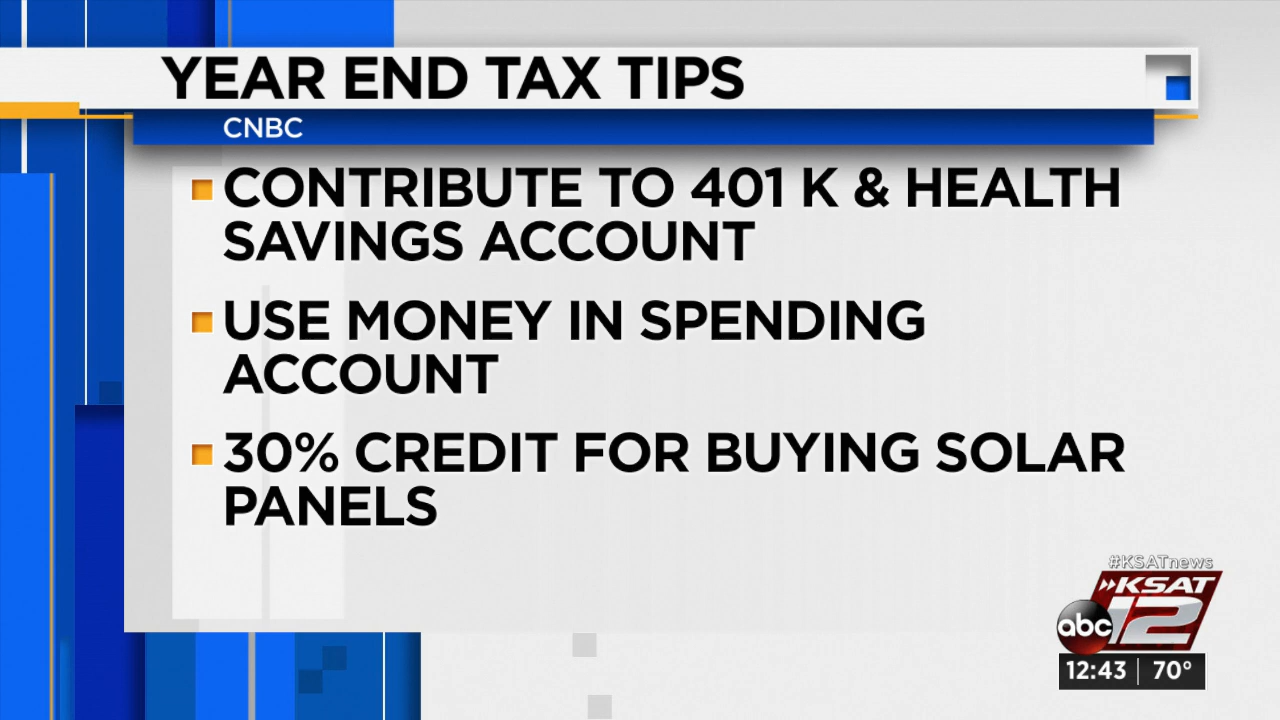 YEAR END TAX TIPS
CNBC
CONTRIBUTE TO 401 K & HEALTH
SAVINGS ACCOUNT
USE MONEY IN SPENDING
ACCOUNT
30% CREDIT FOR BUYING SOLAR
PANELS
#KSATnews
KSAT
abc 12
12:43 70°